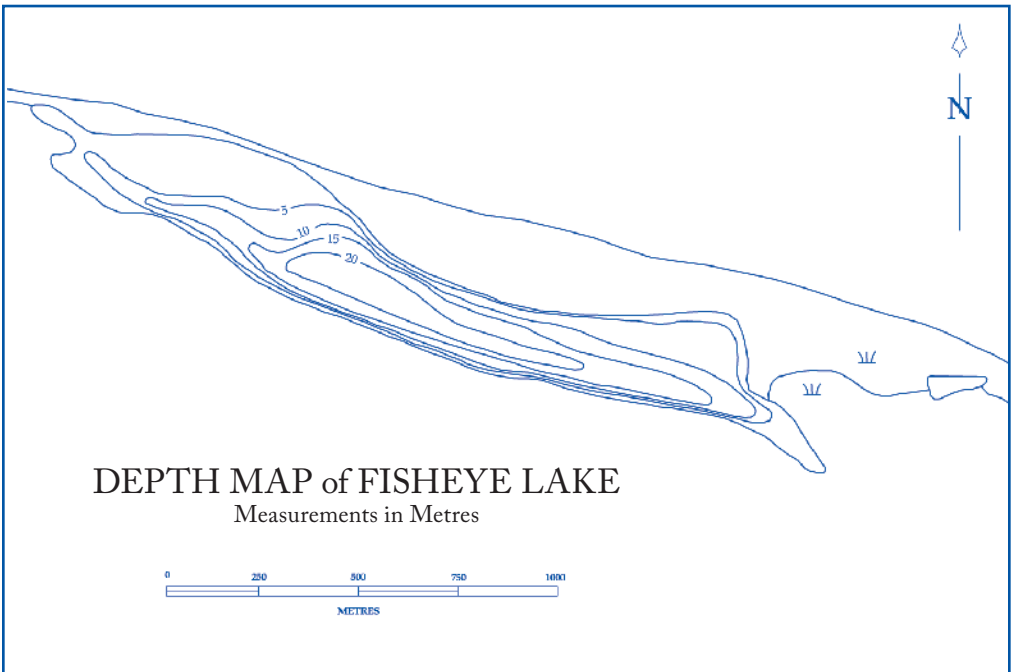 N
5
10
15
20
DEPTH MAP of FISHEYE LAKE
Measurements in Metres
0 250 500 750 1000
METRES